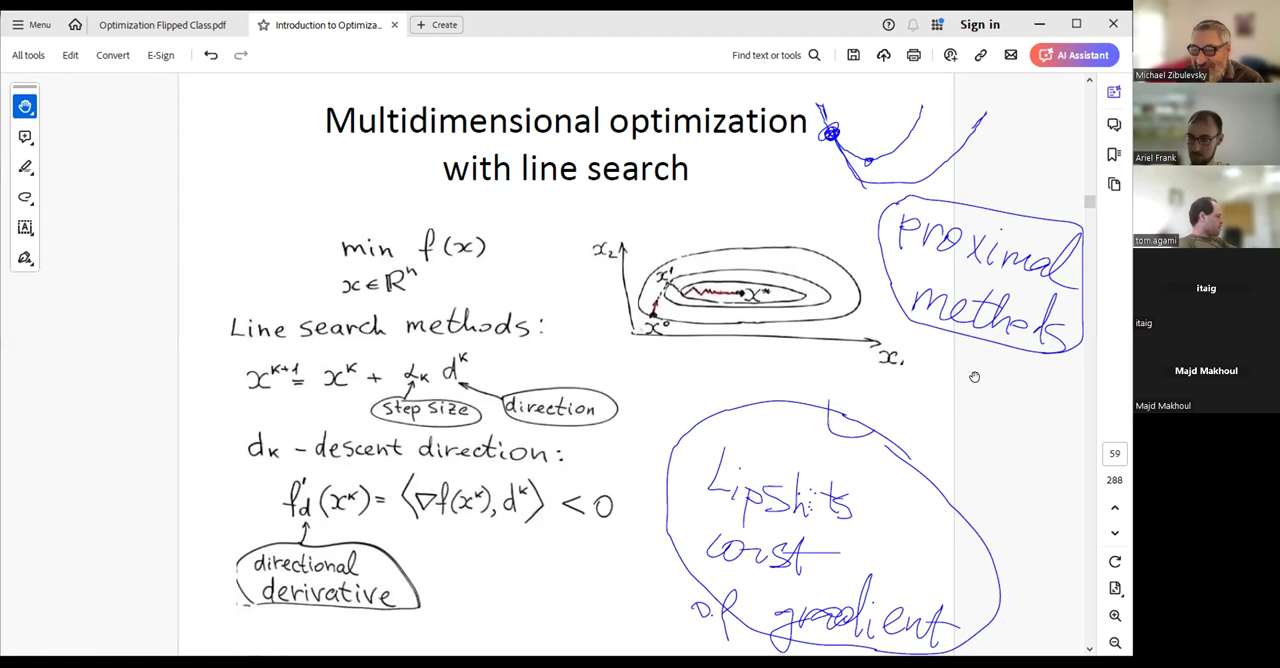 Menu
Optimization Flipped Class.pdf
Introduction to Optimiza...
Create
Sign in
All tools
Edit
Convert
E-Sign
Find text or tools
AI Assistant
Multidimensional optimization
with line search
min f(x)
x∈ℝⁿ
Line search methods:
xᴷ⁺¹ = xᴷ + αₖ dᴷ
step size
direction
dₖ - descent direction:
f'd(xᴷ) = ⟨∇f(xᴷ), dᴷ⟩ < 0
directional
derivative
x₂
x'
x*
x⁰
x₁
proximal
methods
Lipshits
const
of gradient
59
288
Michael Zibulevsky
Ariel Frank
tom agami
itaig
itaig
Majd Makhoul
Majd Makhoul